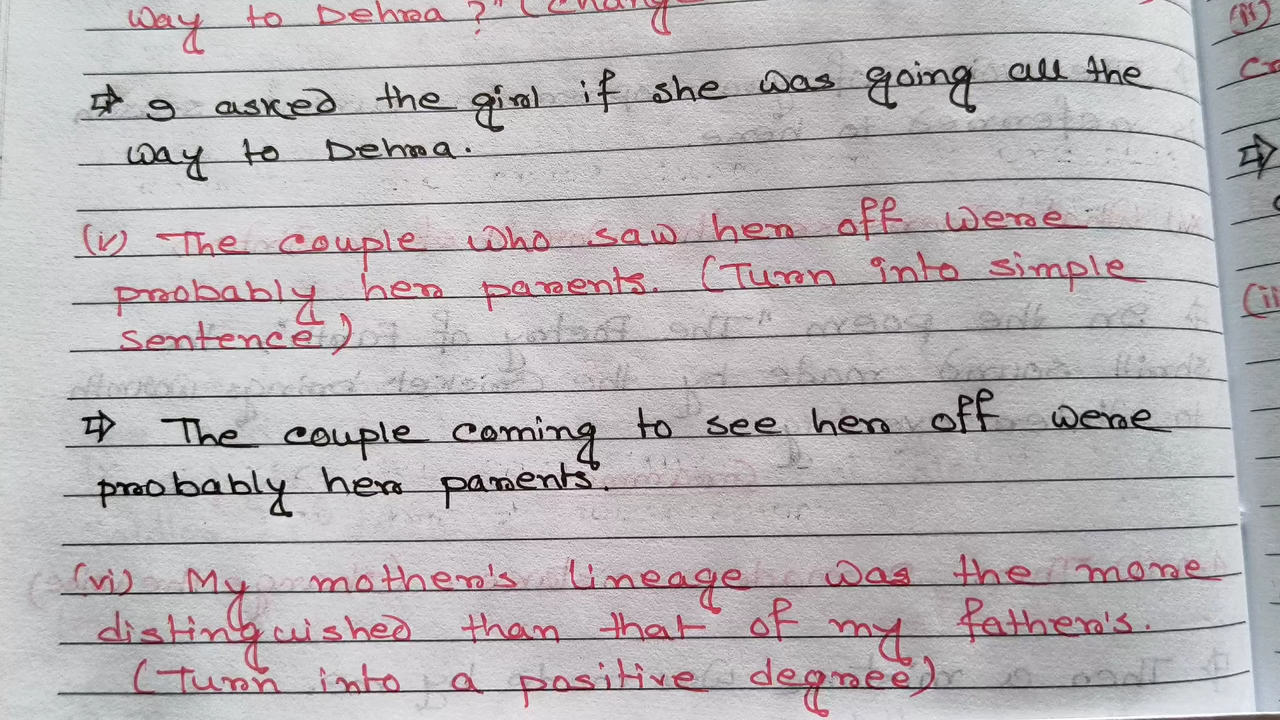 way to Dehra?" (Chang
⇒ I asked the girl if she was going all the
way to Dehra.
(v) The couple who saw her off were
probably her parents. (Turn into simple
sentence)
⇒ The couple coming to see her off were
probably her parents.
(vi) My mother's lineage was the more
distinguished than that of my father's.
(Turn into a positive degree)